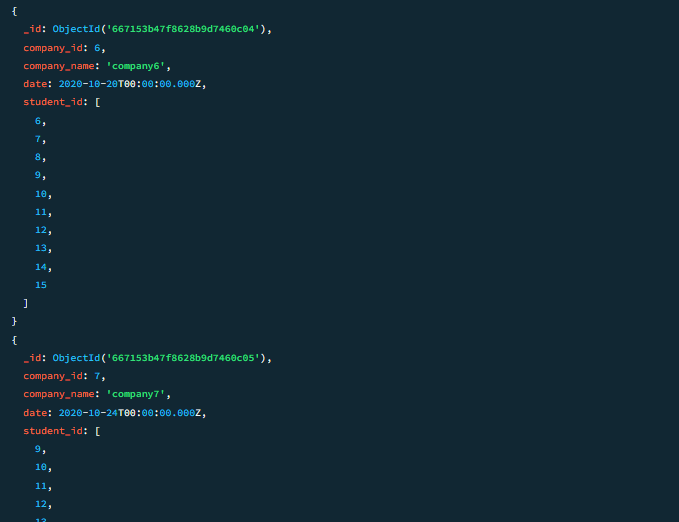 {
_id: ObjectId('667153b47f8628b9d7460c04'),
company_id: 6,
company_name: 'company6',
date: 2020-10-20T00:00:00.000Z,
student_id: [
6,
7,
8,
9,
10,
11,
12,
13,
14,
15
]
}
{
_id: ObjectId('667153b47f8628b9d7460c05'),
company_id: 7,
company_name: 'company7',
date: 2020-10-24T00:00:00.000Z,
student_id: [
9,
10,
11,
12,